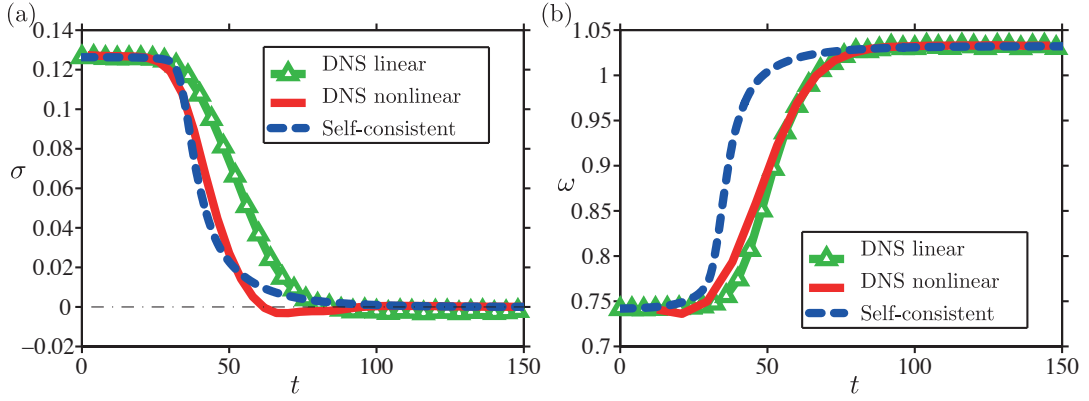 (a)
0.14
0.12
0.1
0.08
0.06
0.04
0.02
0
−0.02
σ
0
50
100
150
t
DNS linear
DNS nonlinear
Self-consistent
(b)
1.05
1
0.95
0.9
0.85
0.8
0.75
0.7
ω
0
50
100
150
t
DNS linear
DNS nonlinear
Self-consistent